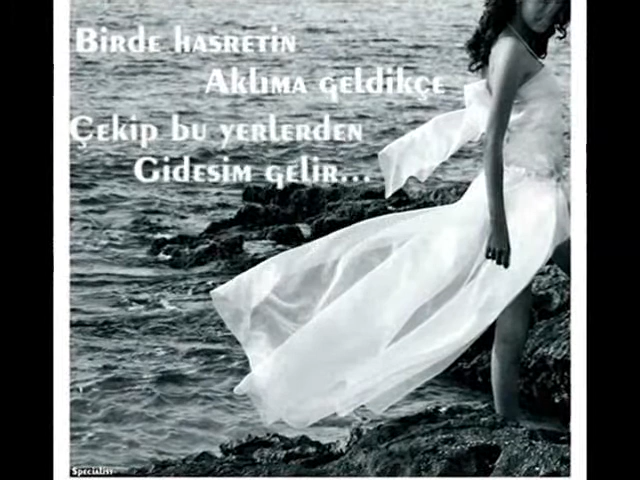 Birde hasretin
Aklıma geldikçe
Çekip bu yerlerden
Gidesim gelir...
Specialist